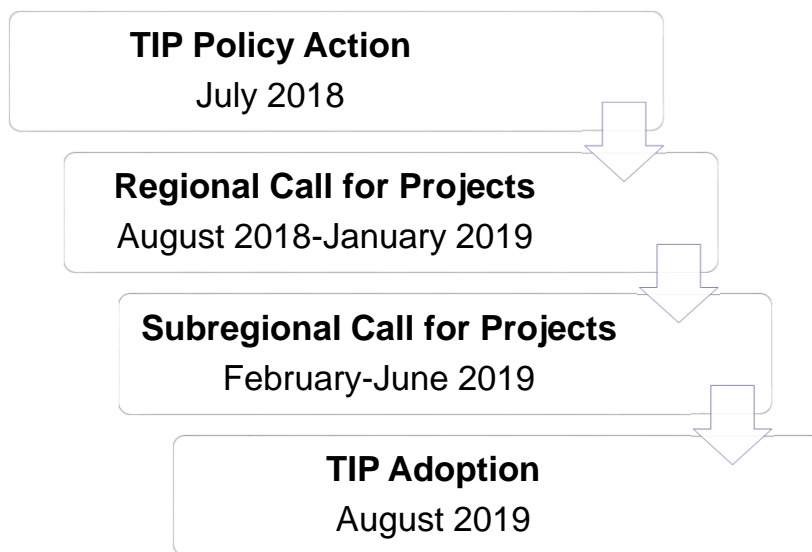 TIP Policy Action
July 2018
Regional Call for Projects
August 2018-January 2019
Subregional Call for Projects
February-June 2019
TIP Adoption
August 2019